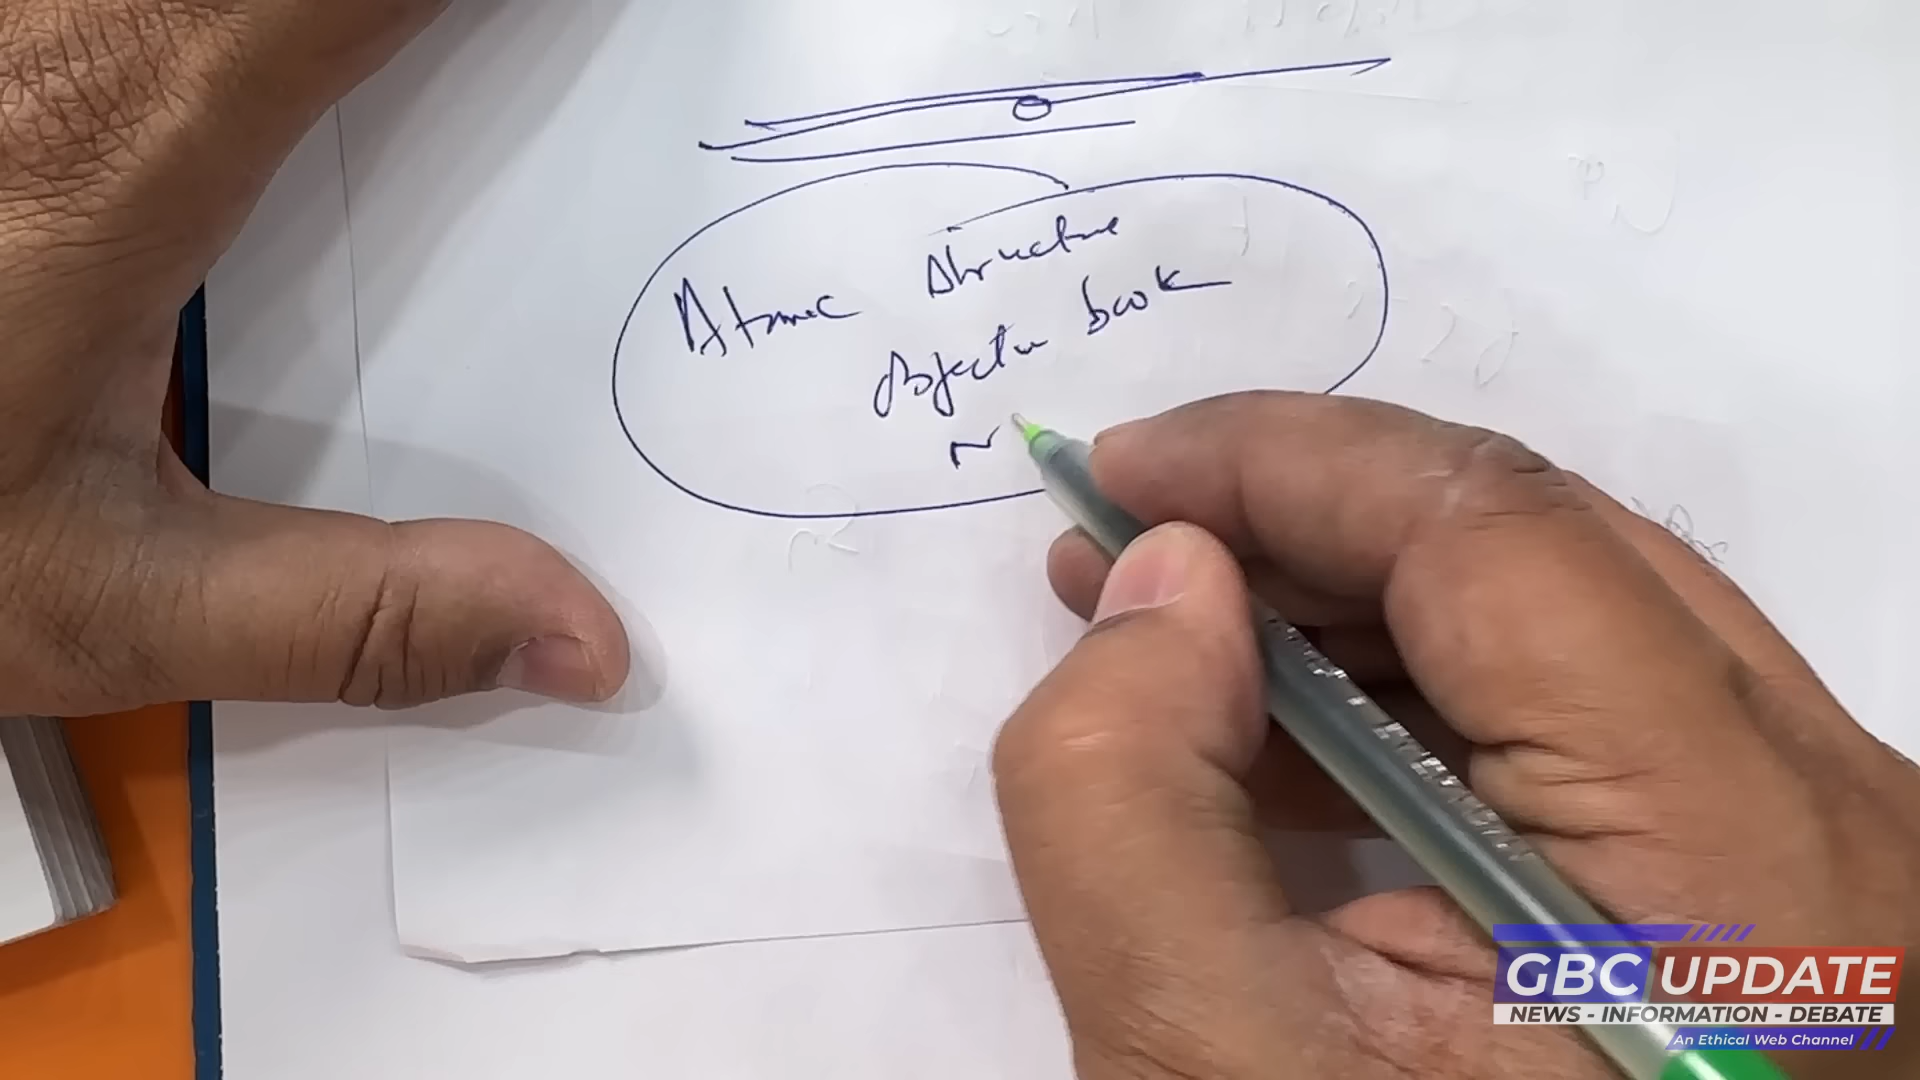 Atomic structure
objective book
N
GBC UPDATE
NEWS - INFORMATION - DEBATE
An Ethical Web Channel